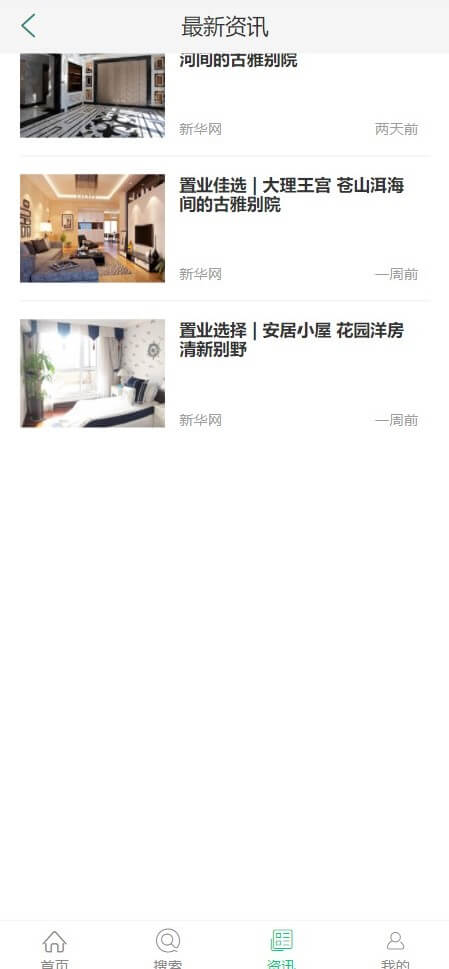 最新资讯
河间的古雅别院
新华网
两天前
置业佳选 | 大理王宫 苍山洱海
间的古雅别院
新华网
一周前
置业选择 | 安居小屋 花园洋房
清新别野
新华网
一周前
首页
搜索
资讯
我的